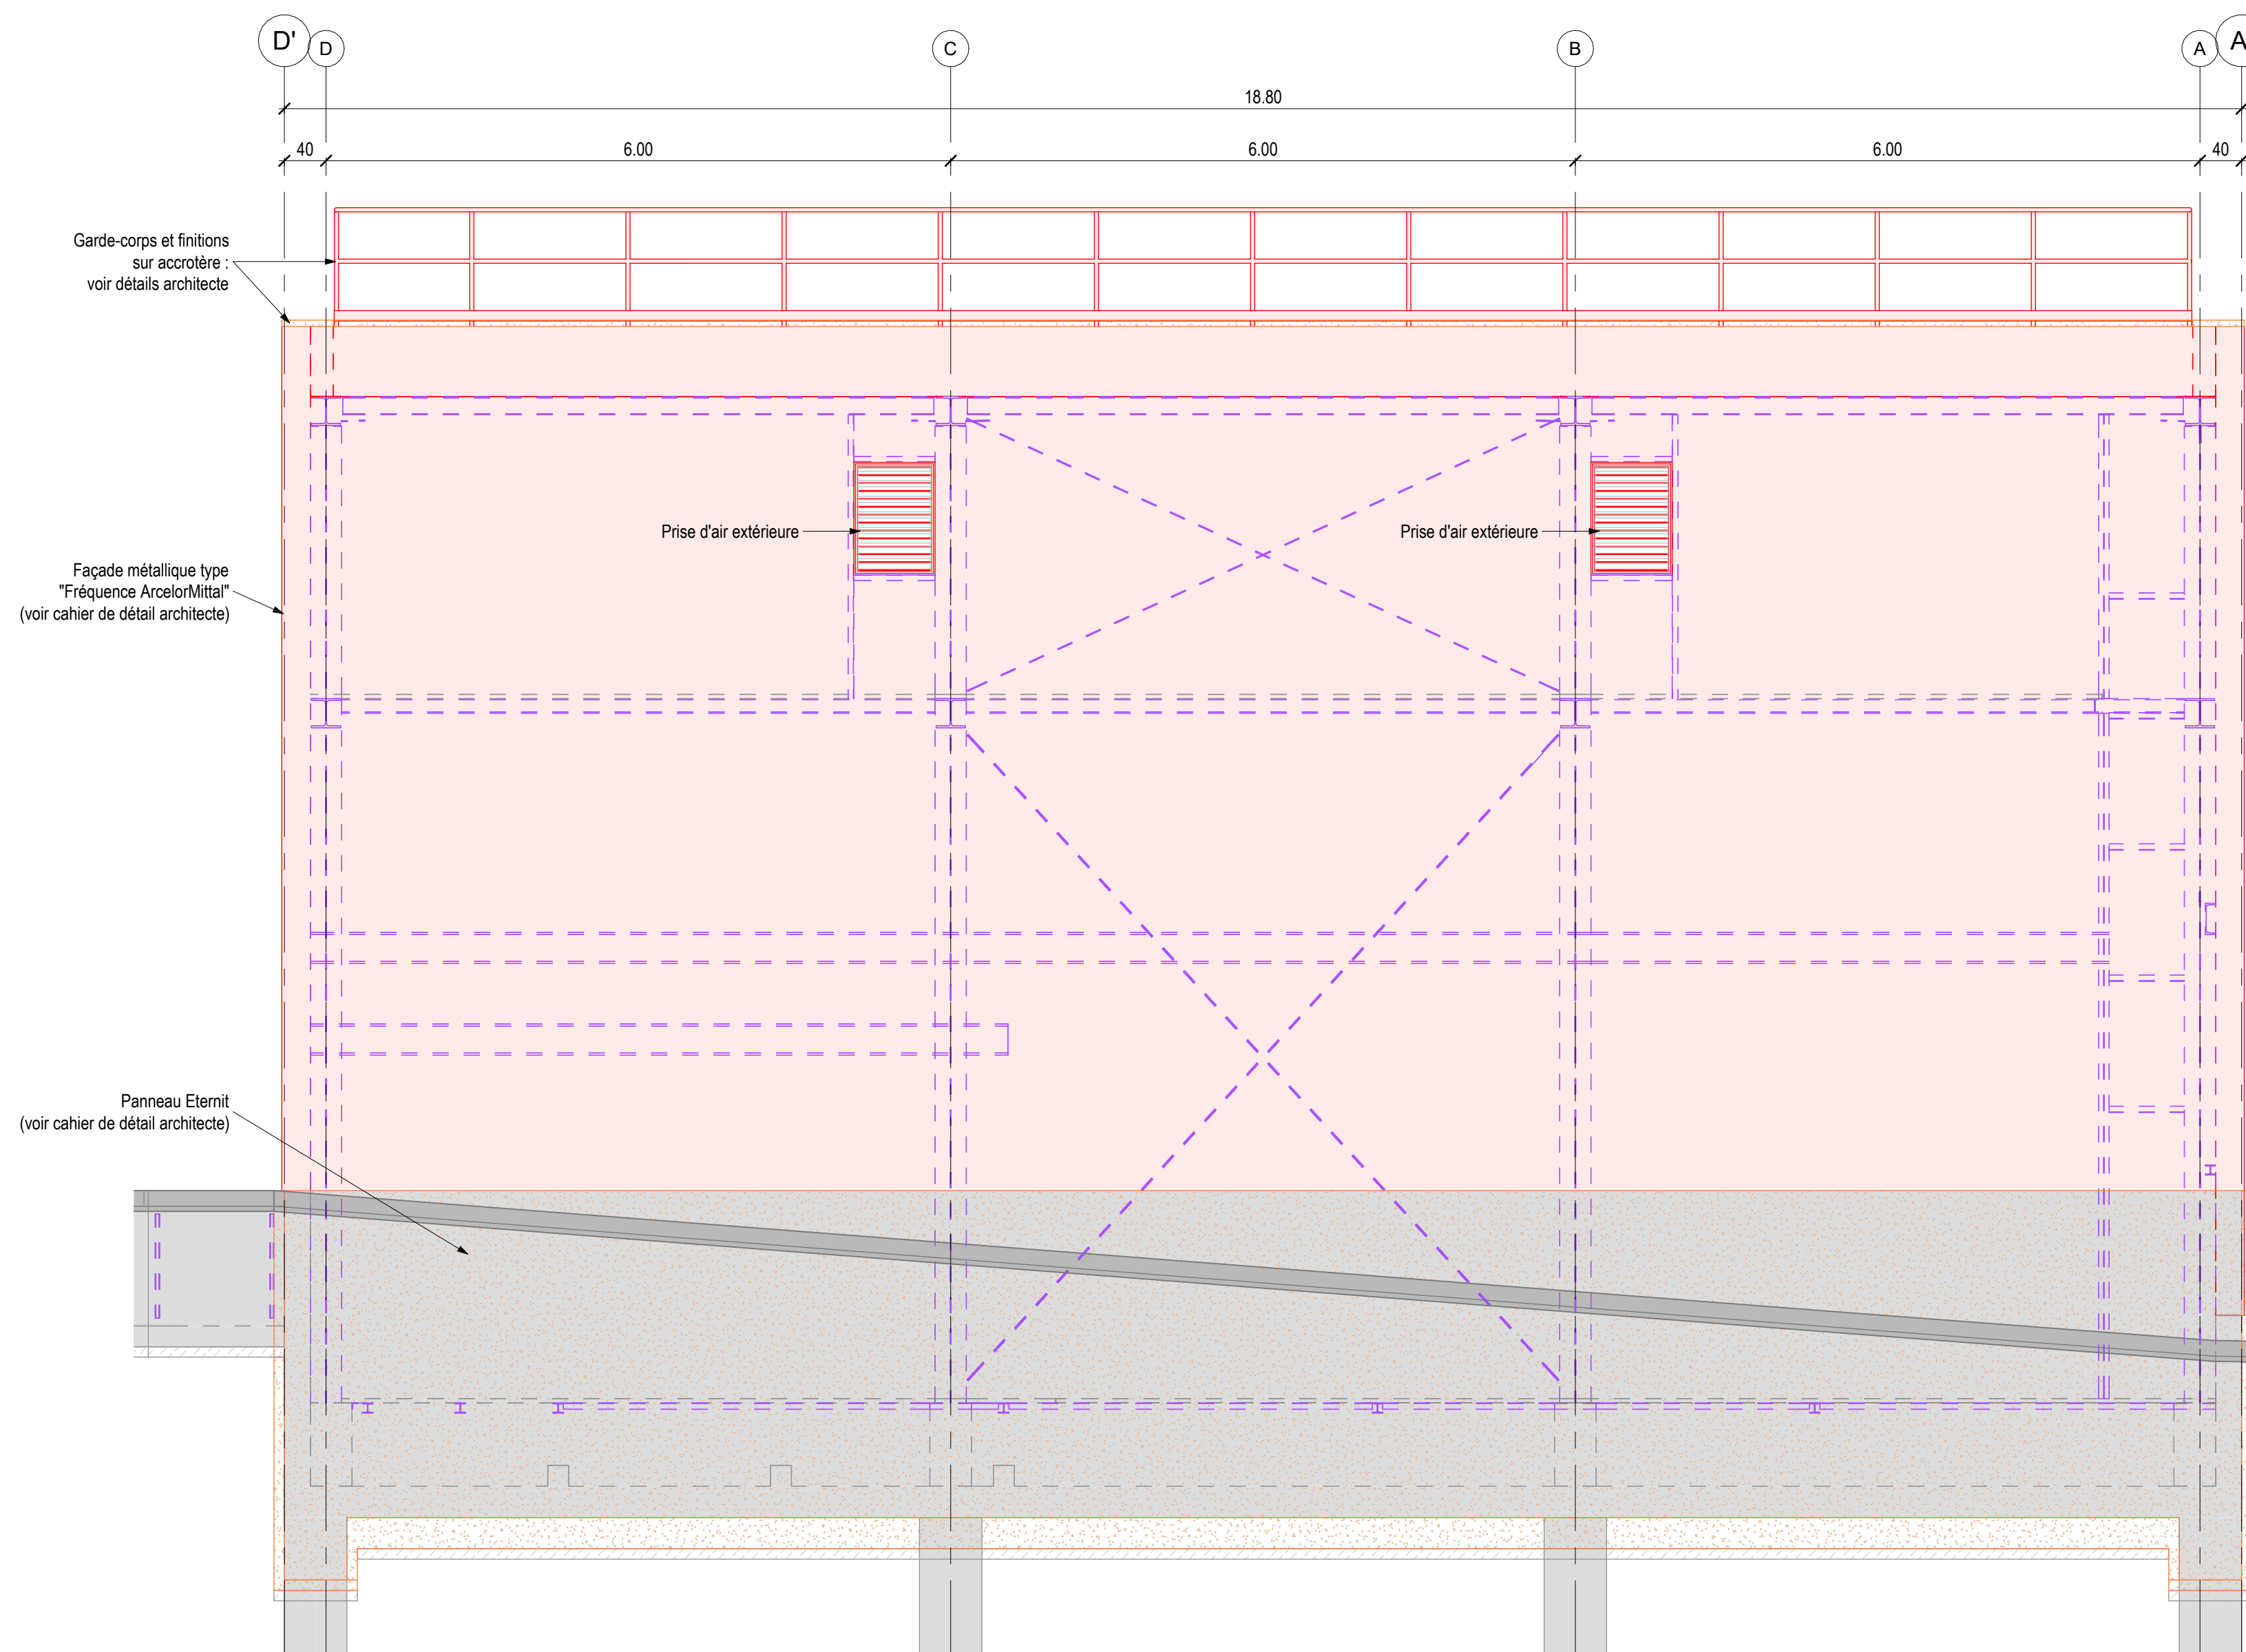 D'
D
C
B
A
A
18.80
40
6.00
6.00
6.00
40
Garde-corps et finitions
sur accrotère :
voir détails architecte
Prise d'air extérieure
Prise d'air extérieure
Façade métallique type
"Fréquence ArcelorMittal"
(voir cahier de détail architecte)
Panneau Eternit
(voir cahier de détail architecte)